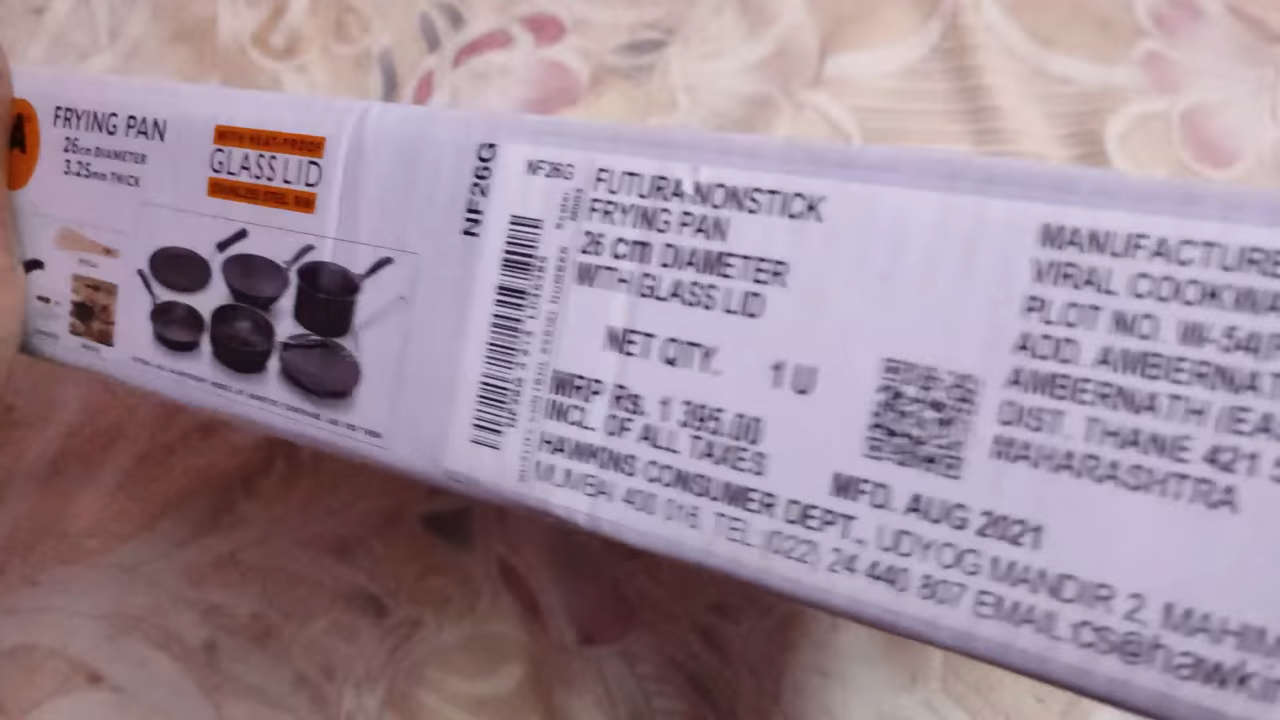 A
FRYING PAN
26cm DIAMETER
3.25mm THICK
WITH HEAT-PROOF
GLASS LID
STAINLESS STEEL RIM
NF26G
NF26G
FUTURA NONSTICK
FRYING PAN
26 cm DIAMETER
WITH GLASS LID
NET QTY. 1 U
MRP Rs. 1 395.00
INCL. OF ALL TAXES
HAWKINS CONSUMER DEPT., UDYOG MANDIR 2, MAHIM
MUMBAI 400 016. TEL: (022) 24 440 807 EMAIL:cs@hawkin
MFD. AUG 2021
MANUFACTURE
VIRAL COOKWA
PLOT NO. W-54(
ADD. AMBERNAT
AMBERNATH (EA
DIST. THANE 421
MAHARASHTRA